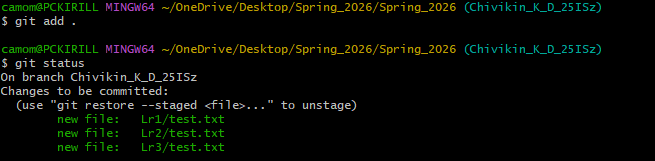 camom@PCKIRILL MINGW64 ~/OneDrive/Desktop/Spring_2026/Spring_2026 (Chivikin_K_D_25ISz)
$ git add .
camom@PCKIRILL MINGW64 ~/OneDrive/Desktop/Spring_2026/Spring_2026 (Chivikin_K_D_25ISz)
$ git status
On branch Chivikin_K_D_25ISz
Changes to be committed:
  (use "git restore --staged <file>..." to unstage)
        new file:   Lr1/test.txt
        new file:   Lr2/test.txt
        new file:   Lr3/test.txt